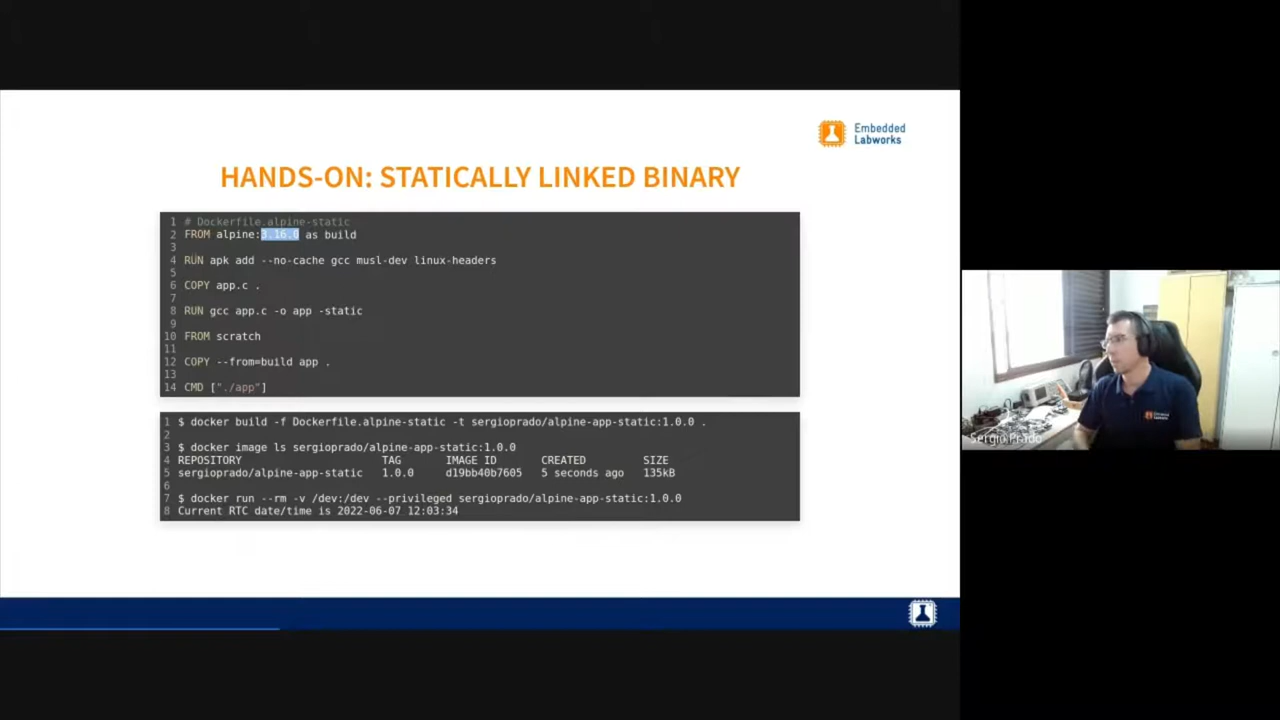 Embedded
Labworks
HANDS-ON: STATICALLY LINKED BINARY
1 # Dockerfile.alpine-static
2 FROM alpine:3.16.0 as build
3
4 RUN apk add --no-cache gcc musl-dev linux-headers
5
6 COPY app.c .
7
8 RUN gcc app.c -o app -static
9
10 FROM scratch
11
12 COPY --from=build app .
13
14 CMD ["./app"]
1 $ docker build -f Dockerfile.alpine-static -t sergioprado/alpine-app-static:1.0.0 .
2
3 $ docker image ls sergioprado/alpine-app-static:1.0.0
4 REPOSITORY TAG IMAGE ID CREATED SIZE
5 sergioprado/alpine-app-static 1.0.0 d19bb40b7605 5 seconds ago 135kB
6
7 $ docker run --rm -v /dev:/dev --privileged sergioprado/alpine-app-static:1.0.0
8 Current RTC date/time is 2022-06-07 12:03:34
Sergio Prado